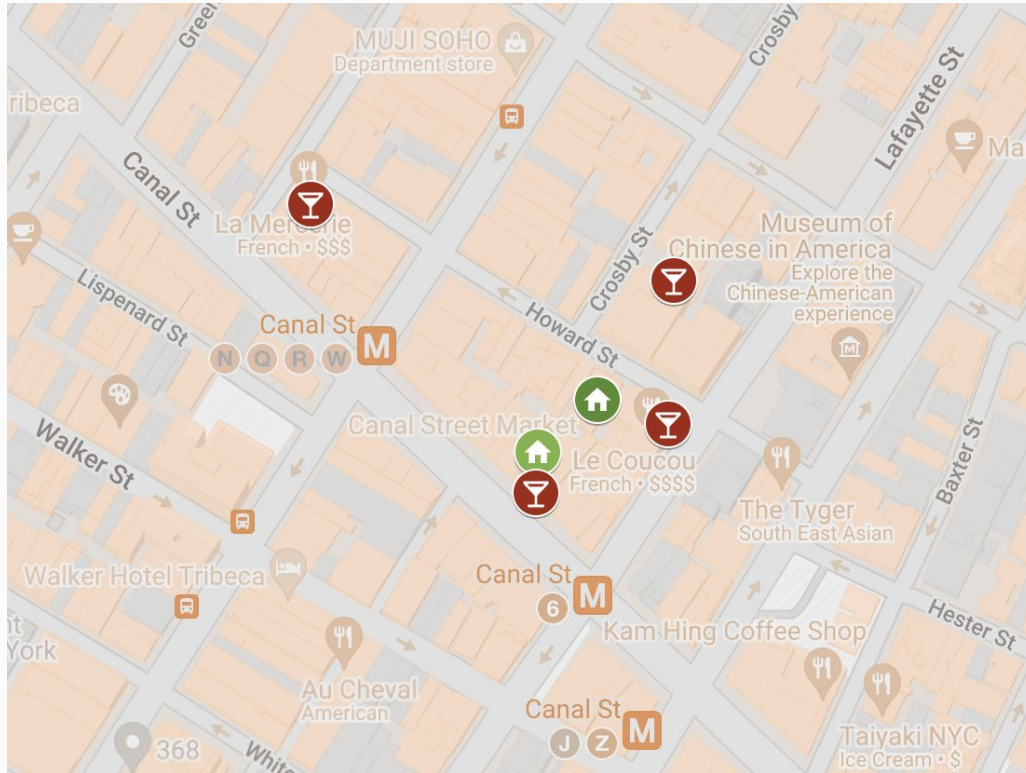 Green
MUJI SOHO
Department store
Crosby
Lafayette St
Tribeca
Canal St
Ma
La Mercerie
French • $$$
Crosby St
Museum of
Chinese in America
Explore the
Chinese-American
experience
Lispenard St
Canal St
N Q R W
M
Howard St
Canal Street Market
Walker St
Le Coucou
French • $$$$
Baxter St
The Tyger
South East Asian
Walker Hotel Tribeca
Canal St
M
6
Kam Hing Coffee Shop
Hester St
York
Au Cheval
American
Canal St
M
J Z
368
Whi
Taiyaki NYC
Ice Cream • $